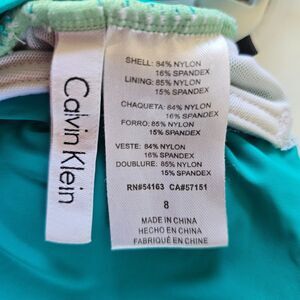 Calvin Klein
SHELL: 84% NYLON
16% SPANDEX
LINING: 85% NYLON
15% SPANDEX
CHAQUETA: 84% NYLON
16% SPANDEX
FORRO: 85% NYLON
15% SPANDEX
VESTE: 84% NYLON
16% SPANDEX
DOUBLURE: 85% NYLON
15% SPANDEX
RN#54163 CA#57151
8
MADE IN CHINA
HECHO EN CHINA
FABRIQUÉ EN CHINE